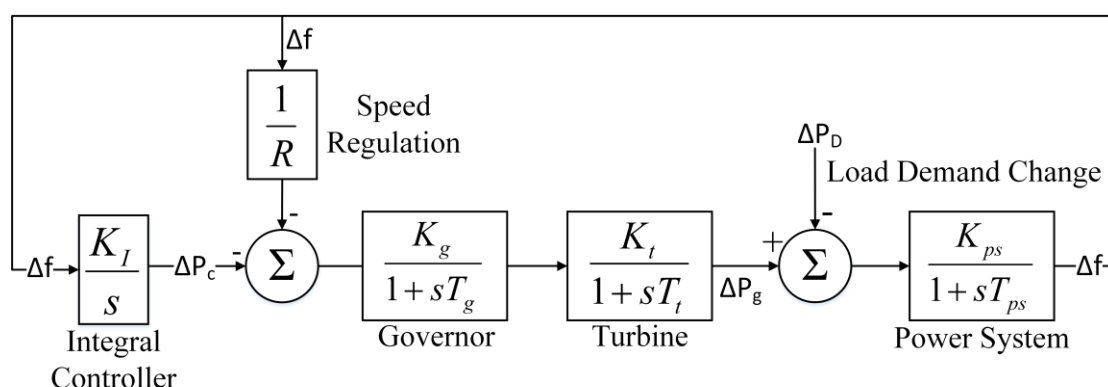 Δf
1
R
Speed
Regulation
ΔP_D
Load Demand Change
-
-
Δf
K_I
s
ΔP_c
-
Σ
K_g
1 + sT_g
K_t
1 + sT_t
ΔP_g
+
Σ
K_ps
1 + sT_ps
Δf
Integral
Controller
Governor
Turbine
Power System